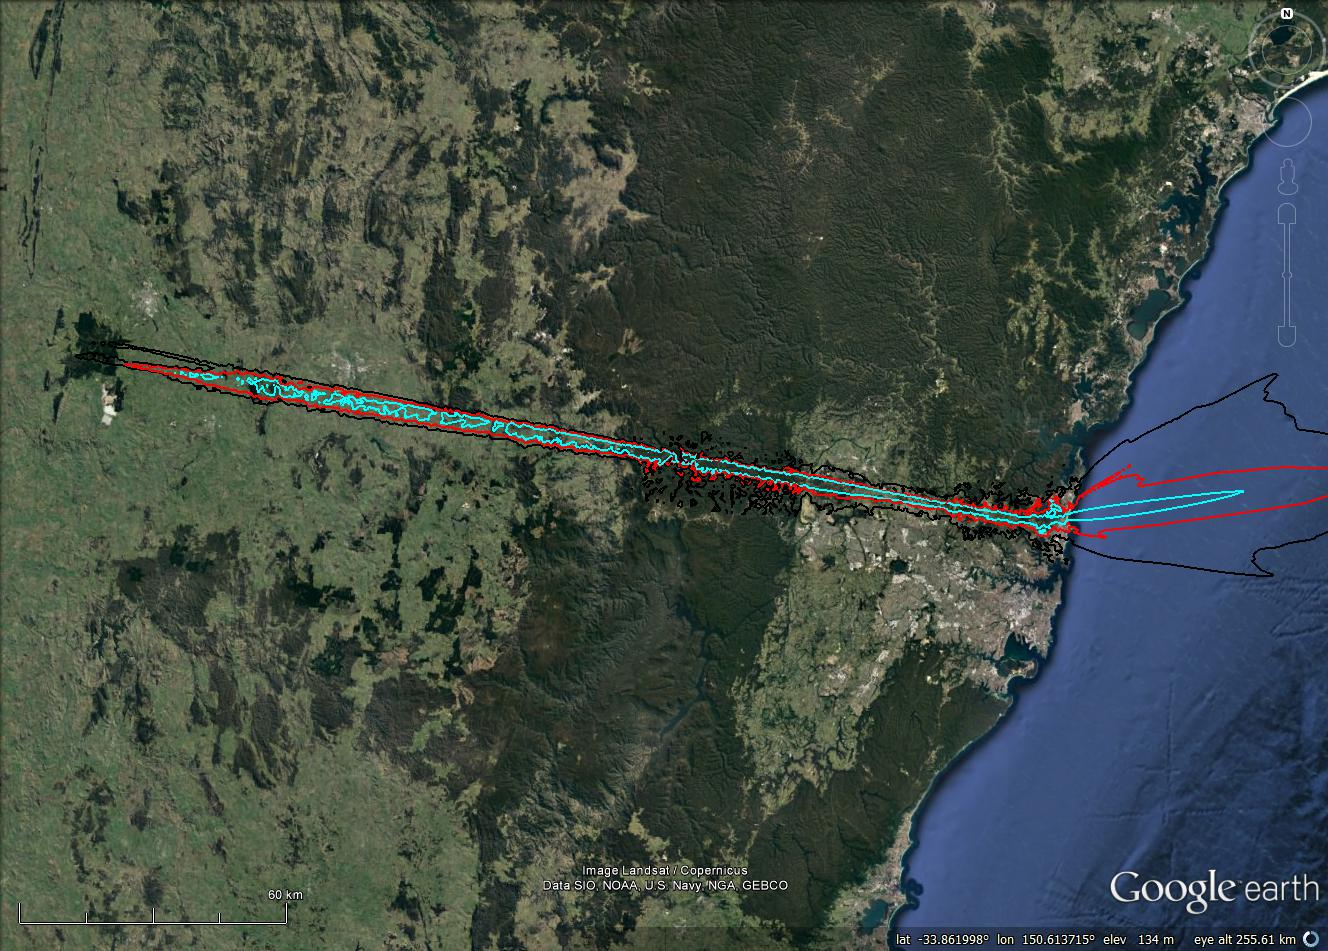 N
60 km
Image Landsat / Copernicus
Data SIO, NOAA, U.S. Navy, NGA, GEBCO
Google earth
lat -33.861998° lon 150.613715° elev 134 m eye alt 255.61 km